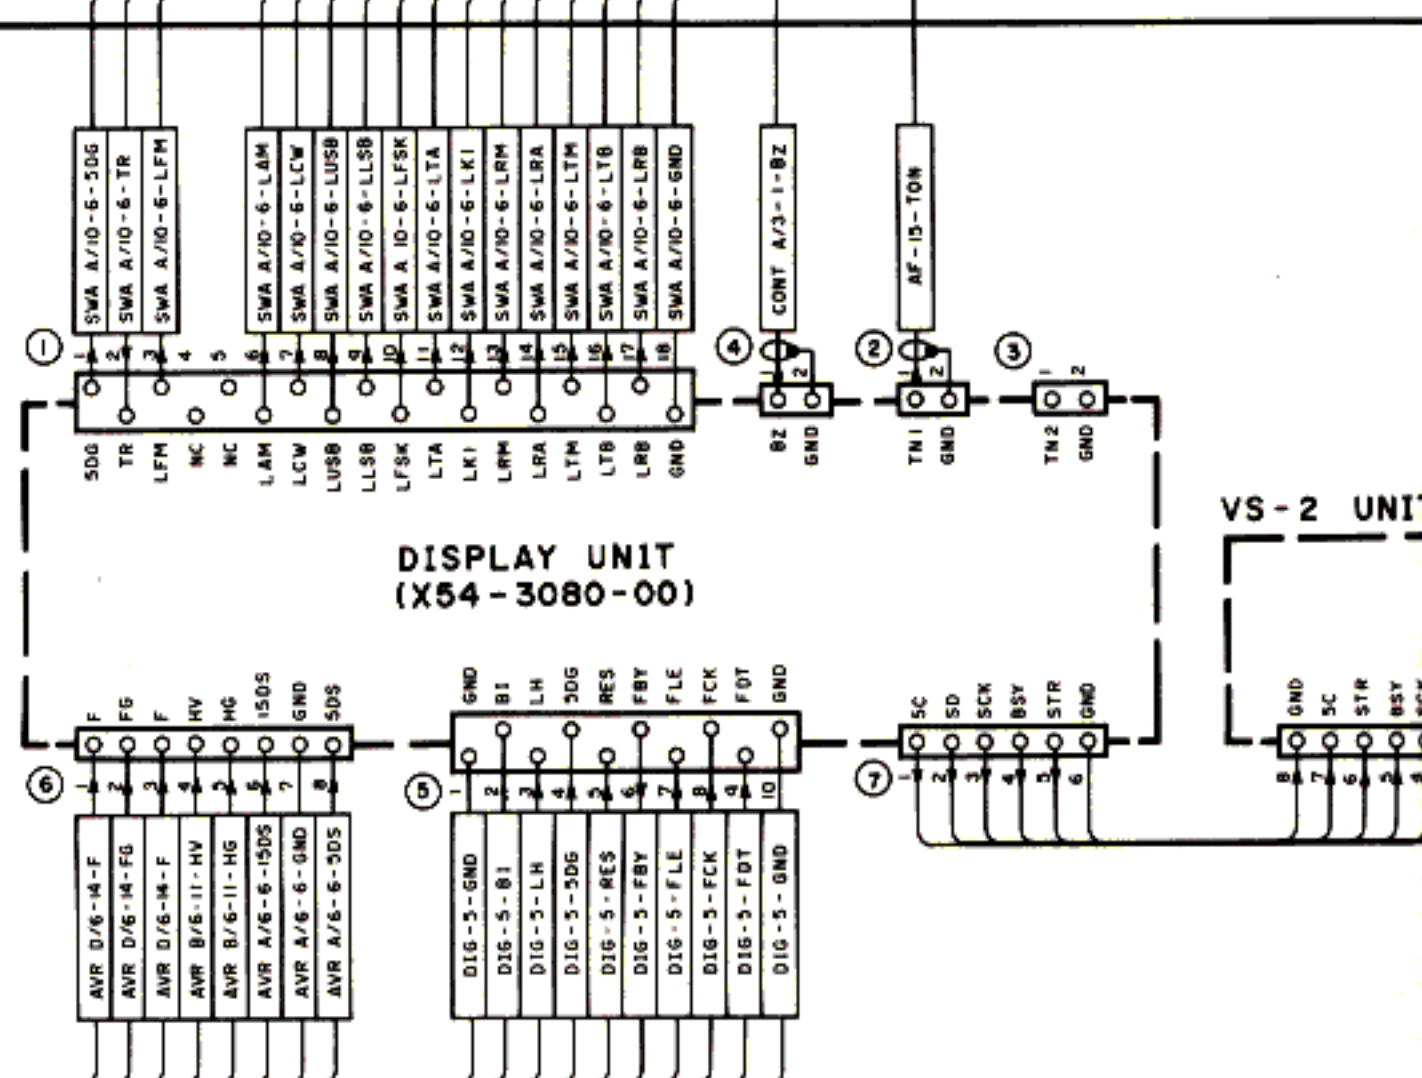 SWA A/10-6-5DG
SWA A/10-6-TR
SWA A/10-6-LFM
SWA A/10-6-LAM
SWA A/10-6-LCW
SWA A/10-6-LUSB
SWA A/10-6-LLSB
SWA A 10-6-LFSK
SWA A/10-6-LTA
SWA A/10-6-LK1
SWA A/10-6-LRM
SWA A/10-6-LRA
SWA A/10-6-LTM
SWA A/10-6-LTB
SWA A/10-6-LRB
SWA A/10-6-GND
CONT A/3-1-BZ
AF-15-TON
1
1 2 3 4 5 6 7 8 9 10 11 12 13 14 15 16 17 18
4
1 2
2
1 2
3
1 2
5DG TR LFM NC NC LAM LCW LUSB LLSB LFSK LTA LK1 LRM LRA LTM LTB LRB GND
BZ GND
TN1 GND
TN2 GND
DISPLAY UNIT
(X54-3080-00)
VS-2 UNIT
F FG F HV HG 15DS GND 5DS
GND B1 LH 5DG RES FBY FLE FCK FDT GND
5C SD SCK BSY STR GND
GND 5C STR BSY
6
1 2 3 4 5 6 7 8
5
1 2 3 4 5 6 7 8 9 10
7
1 2 3 4 5 6
8 7 6 5
AVR D/6-14-F
AVR D/6-14-FG
AVR D/6-14-F
AVR B/6-11-HV
AVR B/6-11-HG
AVR A/6-6-15DS
AVR A/6-6-GND
AVR A/6-6-5DS
DIG-5-GND
DIG-5-B1
DIG-5-LH
DIG-5-5DG
DIG-5-RES
DIG-5-FBY
DIG-5-FLE
DIG-5-FCK
DIG-5-FDT
DIG-5-GND